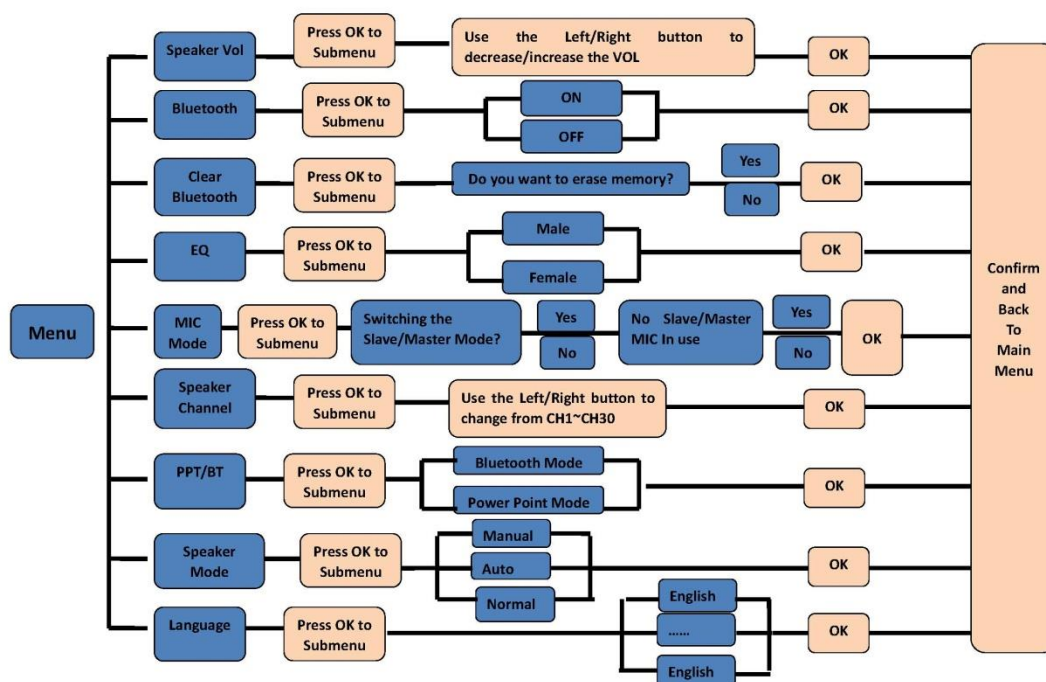 Menu
Speaker Vol
Press OK to
Submenu
Use the Left/Right button to
decrease/increase the VOL
OK
Bluetooth
Press OK to
Submenu
ON
OFF
OK
Clear
Bluetooth
Press OK to
Submenu
Do you want to erase memory?
Yes
No
OK
EQ
Press OK to
Submenu
Male
Female
OK
MIC
Mode
Press OK to
Submenu
Switching the
Slave/Master Mode?
Yes
No
No Slave/Master
MIC In use
Yes
No
OK
Speaker
Channel
Press OK to
Submenu
Use the Left/Right button to
change from CH1~CH30
OK
PPT/BT
Press OK to
Submenu
Bluetooth Mode
Power Point Mode
OK
Speaker
Mode
Press OK to
Submenu
Manual
Auto
Normal
OK
Language
Press OK to
Submenu
English
......
English
OK
Confirm
and
Back
To
Main
Menu